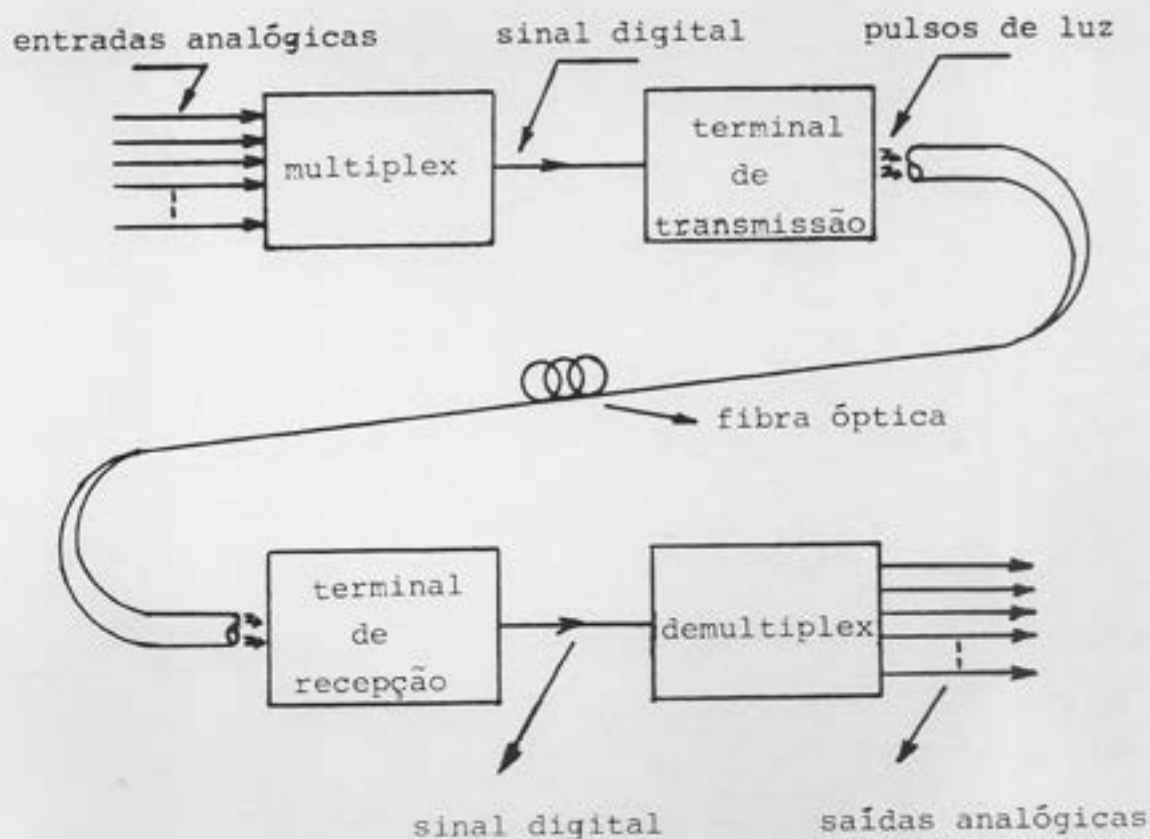 entradas analógicas
sinal digital
pulsos de luz
multiplex
terminal
de
transmissão
fibra óptica
terminal
de
recepção
demultiplex
sinal digital
saídas analógicas